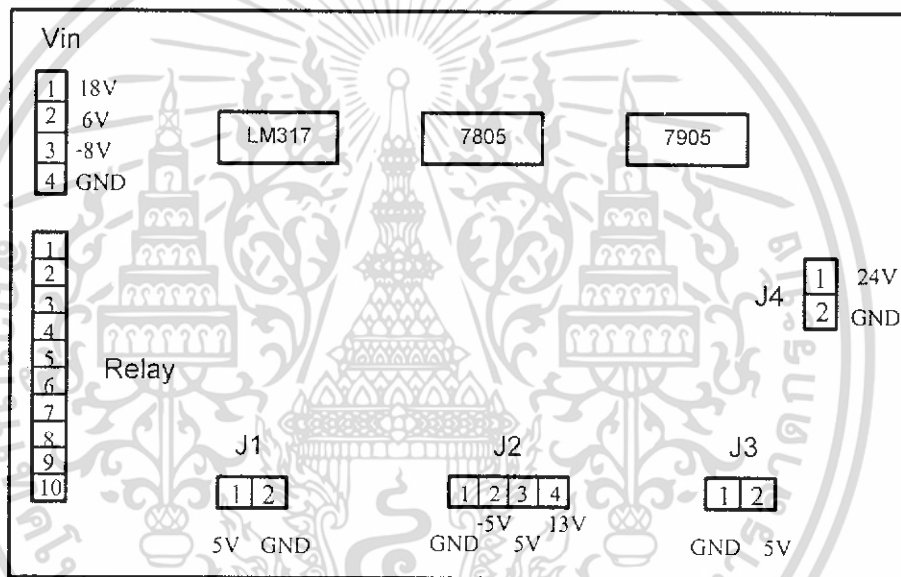 Vin
1 18V
2 6V
3 -8V
4 GND
LM317
7805
7905
1
2
3
4
5
6
7
8
9
10
Relay
J4
1 24V
2 GND
J1
1 2
5V GND
J2
1 2 3 4
-5V 13V
GND 5V
J3
1 2
GND 5V